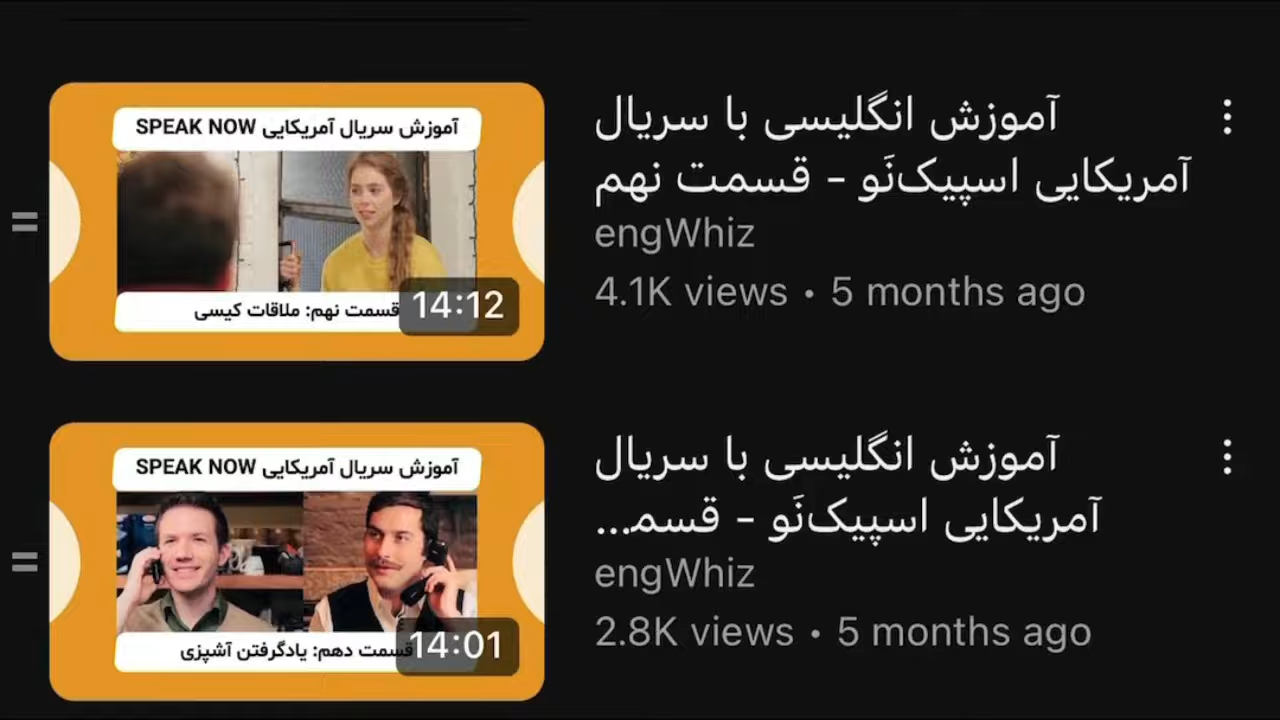 آموزش سریال آمریکایی SPEAK NOW
قسمت نهم: ملاقات کیسی
14:12
آموزش انگلیسی با سریال
آمریکایی اسپیک‌نَو - قسمت نهم
engWhiz
4.1K views • 5 months ago
آموزش سریال آمریکایی SPEAK NOW
قسمت دهم: یادگرفتن آشپزی
14:01
آموزش انگلیسی با سریال
آمریکایی اسپیک‌نَو - قسمـ...
engWhiz
2.8K views • 5 months ago